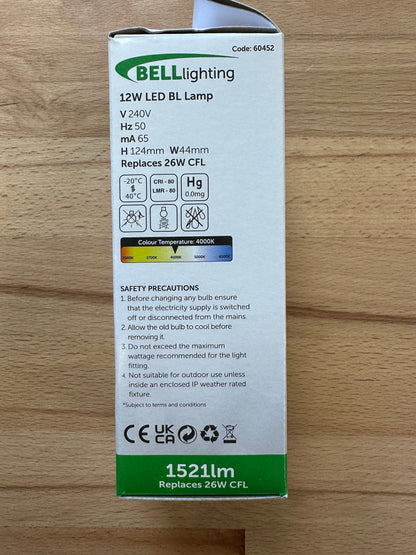 Code: 60452
BELLlighting
12W LED BL Lamp
V 240V
Hz 50
mA 65
H 124mm W44mm
Replaces 26W CFL
-20°C
40°C
CRI - 80
LMR - 80
Hg
0.0mg
Colour Temperature: 4000K
2700K 4000K 5000K 6500K
SAFETY PRECAUTIONS
1. Before changing any bulb ensure
that the electricity supply is switched
off or disconnected from the mains.
2. Allow the old bulb to cool before
removing it.
3. Do not exceed the maximum
wattage recommended for the light
fitting.
4. Not suitable for outdoor use unless
inside an enclosed IP weather rated
fixture.
*Subject to terms and conditions
CE UK CA
1521lm
Replaces 26W CFL